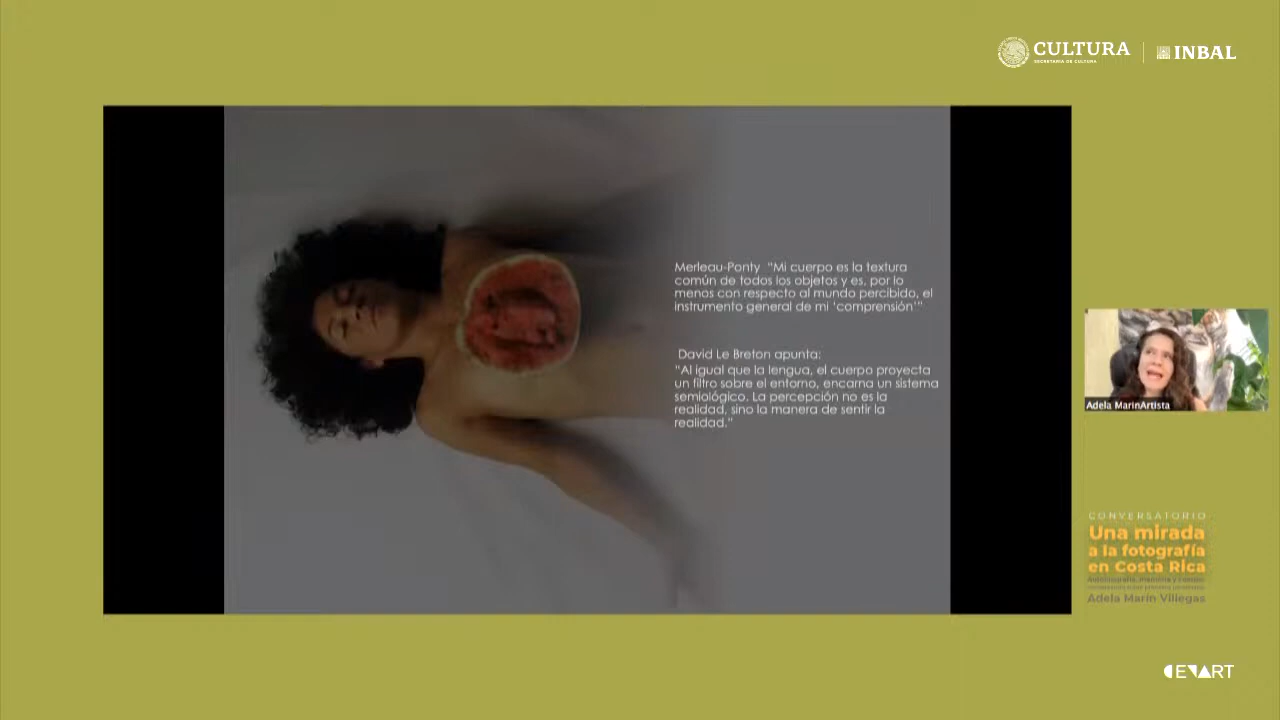 CULTURA
SECRETARÍA DE CULTURA
INBAL
Merleau-Ponty "Mi cuerpo es la textura
común de todos los objetos y es, por lo
menos con respecto al mundo percibido, el
instrumento general de mi 'comprensión'"
David Le Breton apunta:
"Al igual que la lengua, el cuerpo proyecta
un filtro sobre el entorno, encarna un sistema
semiológico. La percepción no es la
realidad, sino la manera de sentir la
realidad."
Adela MarinArtista
CONVERSATORIO
Una mirada
a la fotografía
en Costa Rica
Adela Marín Villegas
CENART